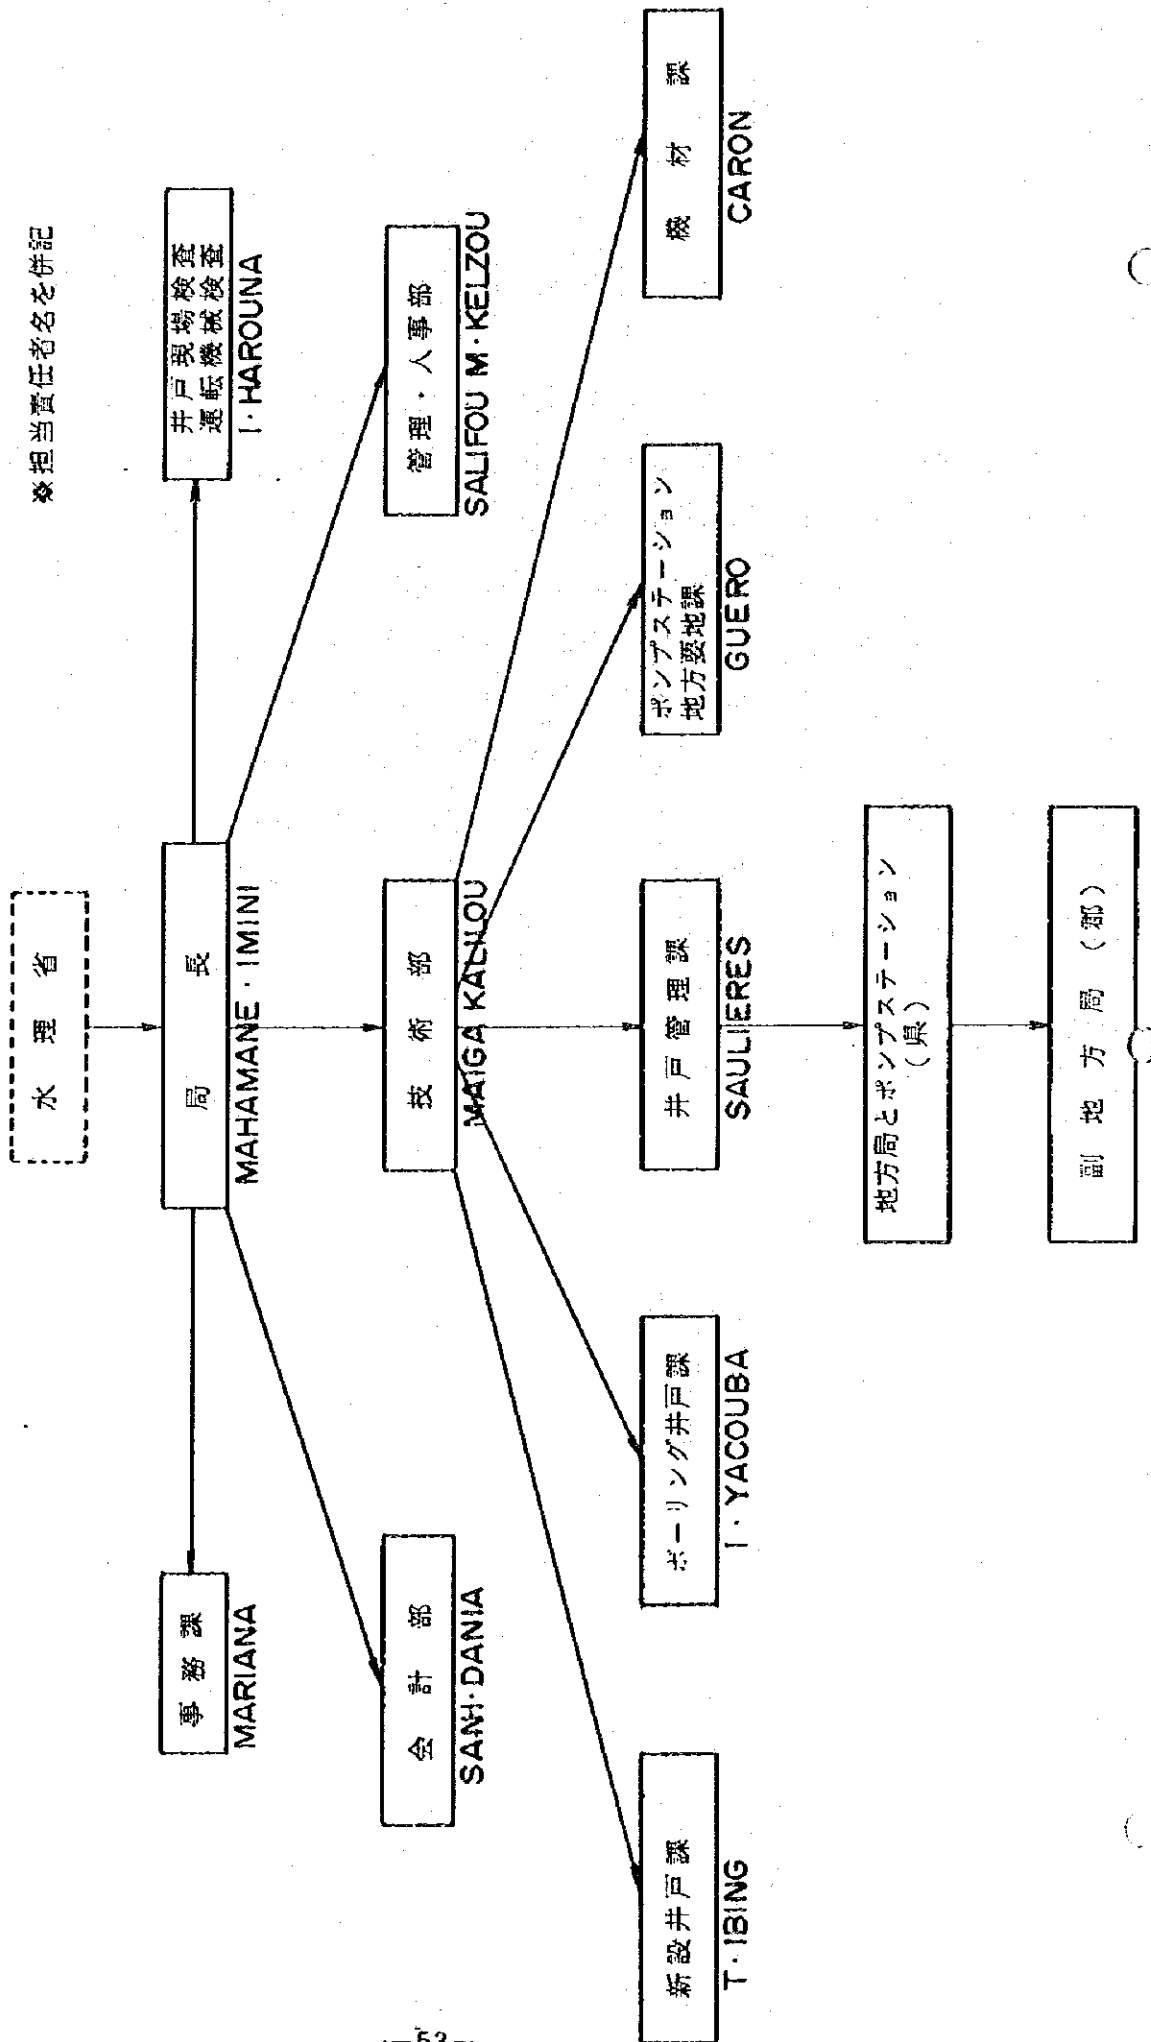 ※担当責任者名を併記
水理省
局長
MAHAMANE・IMINI
事務課
MARIANA
井戸現場検査
運転機械検査
I・HAROUNA
会計部
SANI・DANIA
技術部
MAIGA KALILOU
管理・人事部
SALIFOU M・KELZOU
新設井戸課
T・IBING
ボーリング井戸課
I・YACOUBA
井戸管理課
SAULIERES
ポンプステーション
地方要地課
GUERO
機材課
CARON
地方局とポンプステーション
(県)
副地方局(郡)
—53—